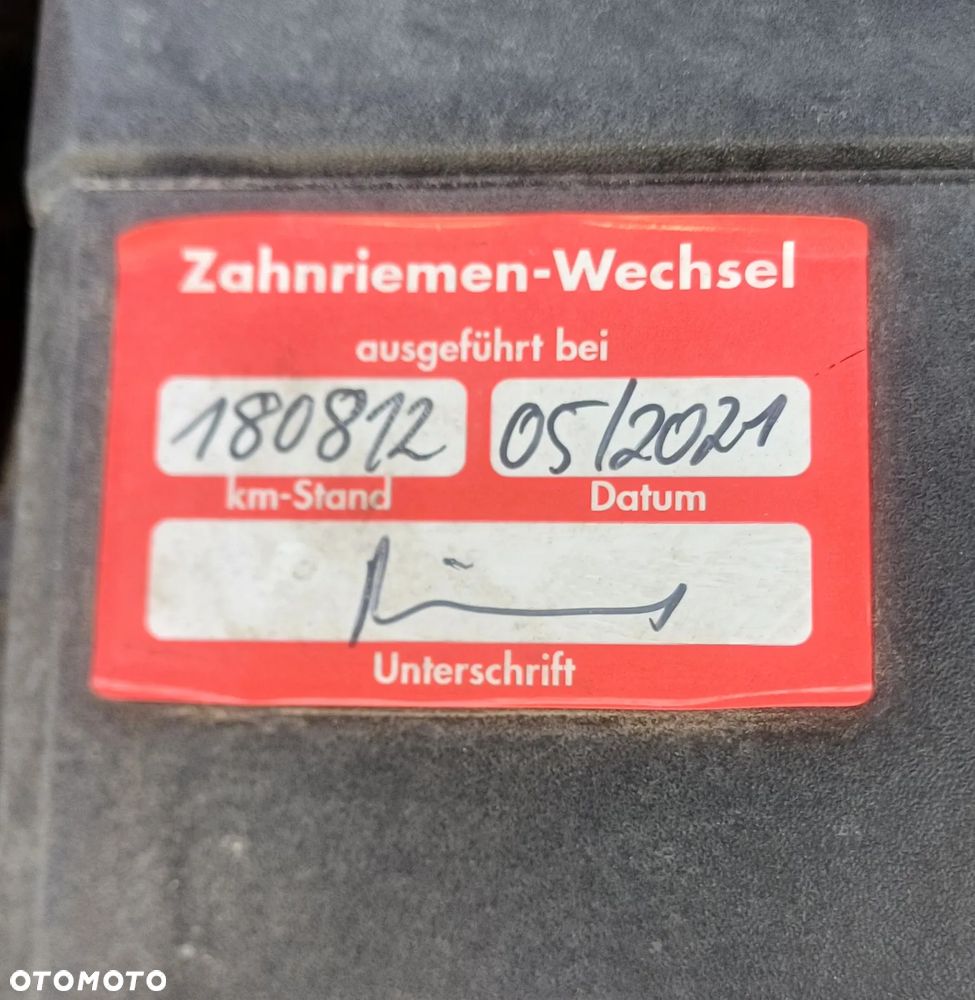 Zahnriemen-Wechsel
ausgeführt bei
180812 05/2021
km-Stand Datum
Unterschrift
OTOMOTO